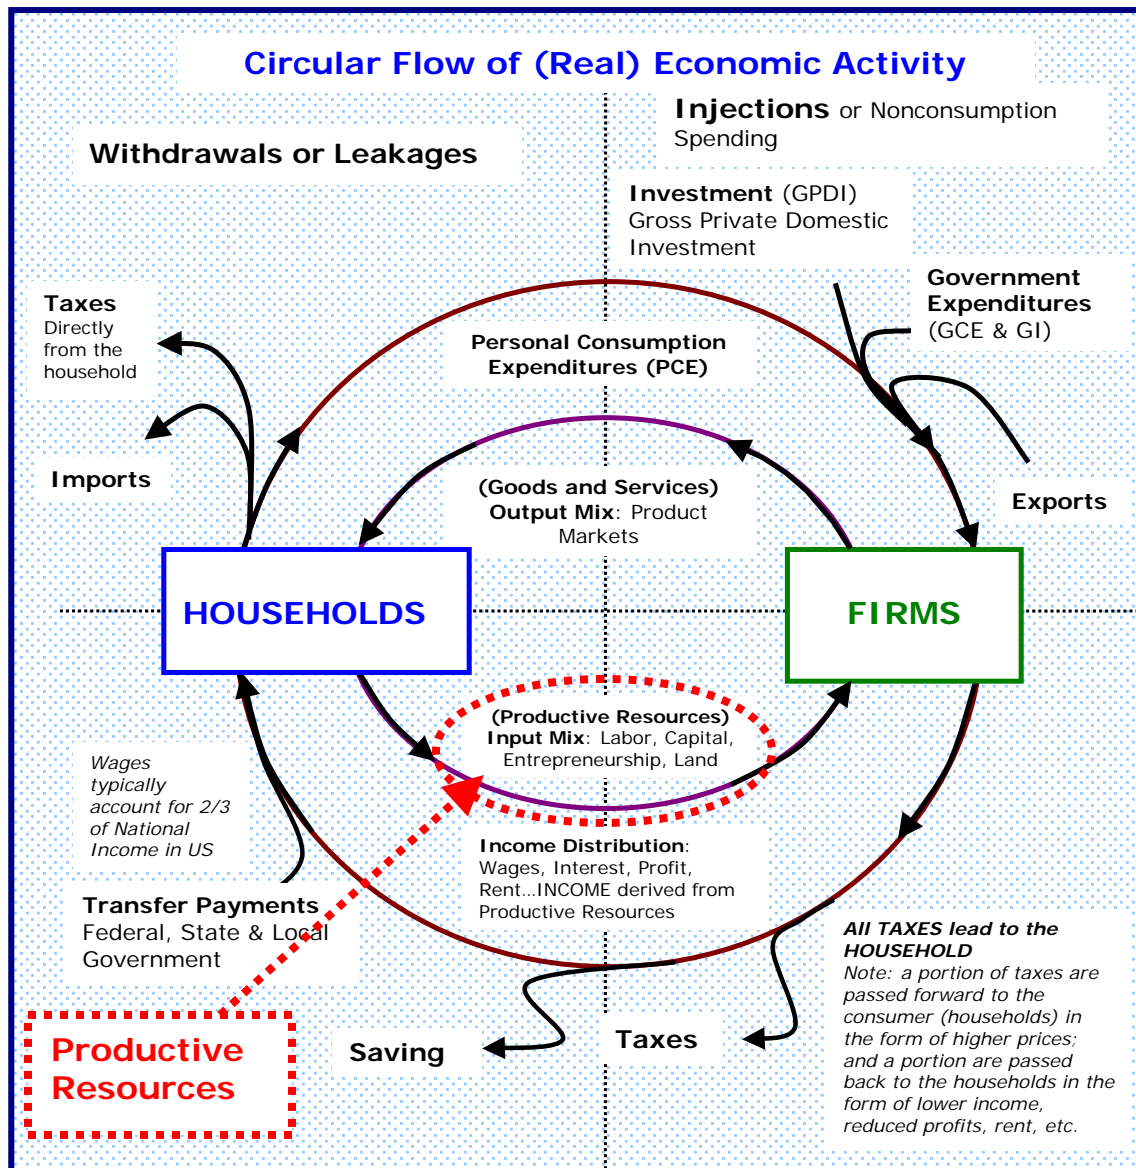 Circular Flow of (Real) Economic Activity
Injections or Nonconsumption
Spending
Withdrawals or Leakages
Investment (GPDI)
Gross Private Domestic
Investment
Government
Expenditures
(GCE & GI)
Taxes
Directly
from the
household
Personal Consumption
Expenditures (PCE)
Imports
(Goods and Services)
Output Mix: Product
Markets
Exports
HOUSEHOLDS
FIRMS
(Productive Resources)
Input Mix: Labor, Capital,
Entrepreneurship, Land
Wages
typically
account for 2/3
of National
Income in US
Income Distribution:
Wages, Interest, Profit,
Rent...INCOME derived from
Productive Resources
Transfer Payments
Federal, State & Local
Government
All TAXES lead to the
HOUSEHOLD
Note: a portion of taxes are
passed forward to the
consumer (households) in
the form of higher prices;
and a portion are passed
back to the households in the
form of lower income,
reduced profits, rent, etc.
Productive
Resources
Saving
Taxes